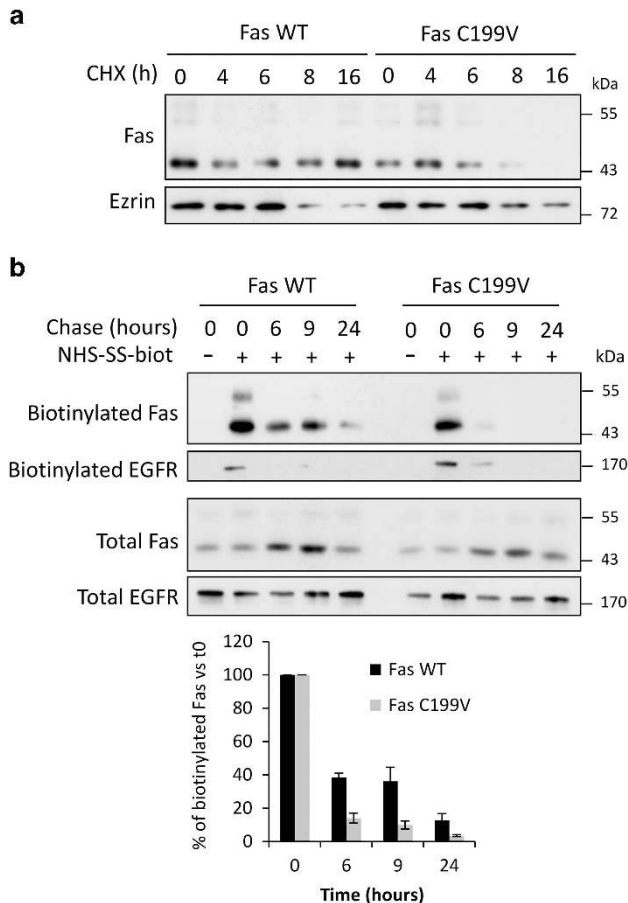 a
Fas WT Fas C199V
CHX (h) 0 4 6 8 16 0 4 6 8 16 kDa
55
Fas
43
Ezrin
72
b
Fas WT Fas C199V
Chase (hours) 0 0 6 9 24 0 0 6 9 24
NHS-SS-biot – + + + + – + + + + kDa
55
Biotinylated Fas
43
Biotinylated EGFR 170
55
Total Fas
43
Total EGFR 170
% of biotinylated Fas vs t0
120
100
80
60
40
20
0
Fas WT
Fas C199V
0 6 9 24
Time (hours)